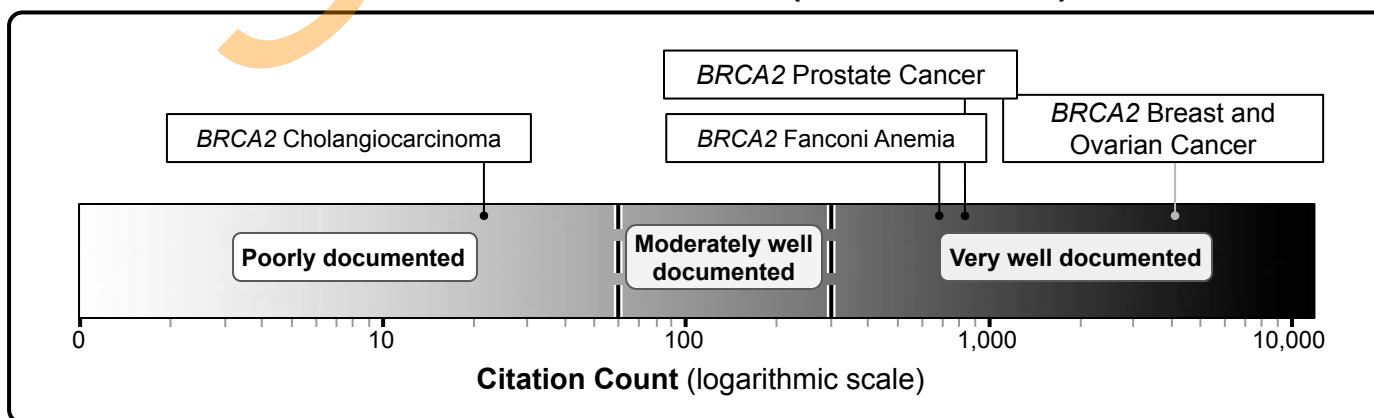 BRCA2 Prostate Cancer
BRCA2 Breast and
Ovarian Cancer
BRCA2 Cholangiocarcinoma
BRCA2 Fanconi Anemia
Poorly documented
Moderately well
documented
Very well documented
0
10
100
1,000
10,000
Citation Count (logarithmic scale)